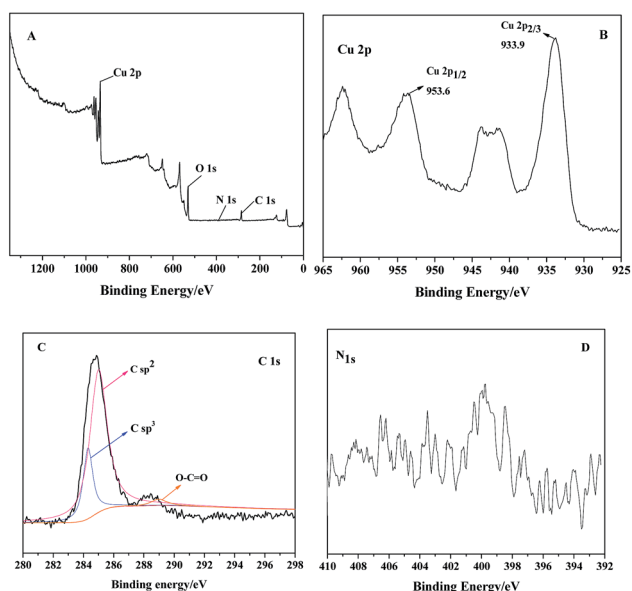 A
Cu 2p
O 1s
N 1s
C 1s
1200 1000 800 600 400 200 0
Binding Energy/eV
B
Cu 2p
Cu 2p2/3
933.9
Cu 2p1/2
953.6
965 960 955 950 945 940 935 930 925
Binding Energy/eV
C
C 1s
C sp2
C sp3
O-C=O
280 282 284 286 288 290 292 294 296 298
Binding energy/eV
D
N1s
410 408 406 404 402 400 398 396 394 392
Binding Energy/eV